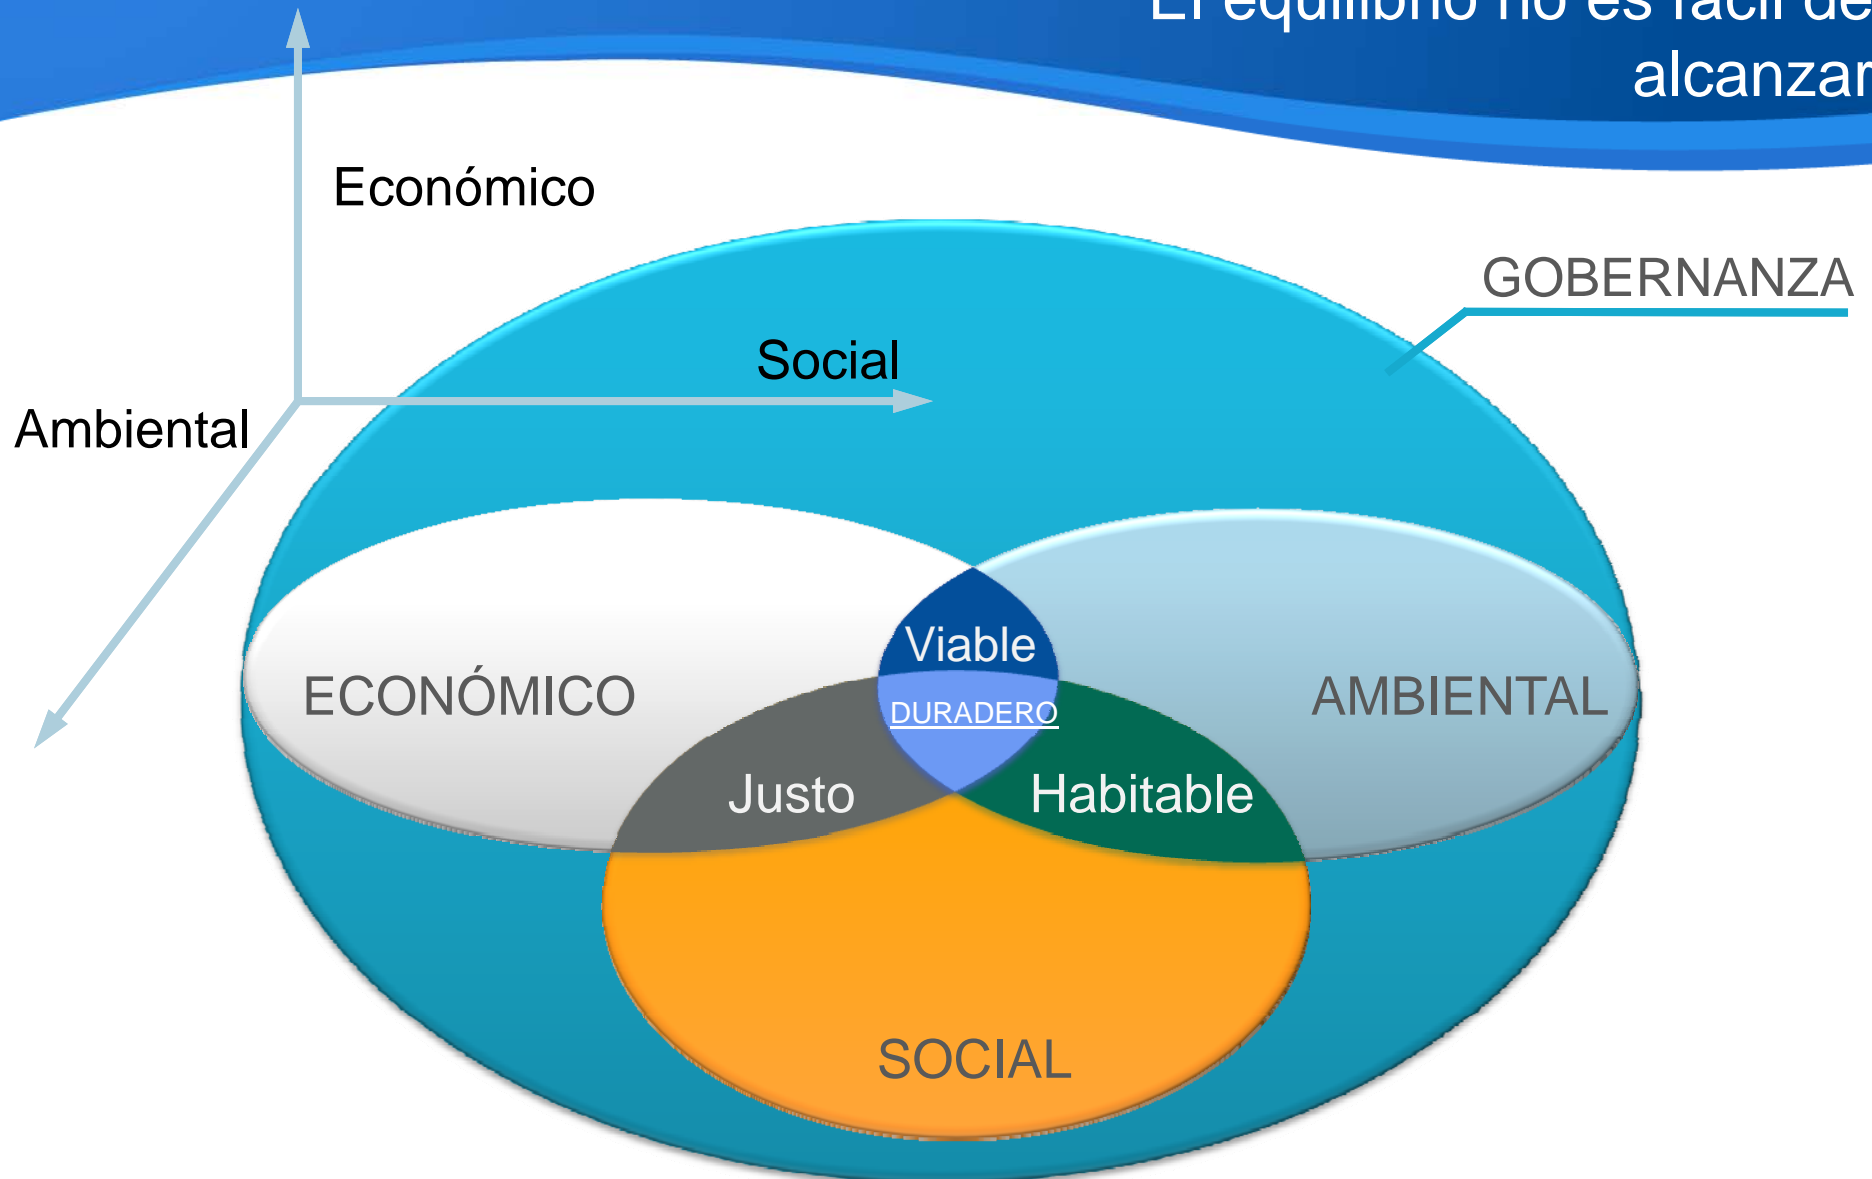 El equilibrio no es fácil de
alcanzar
Económico
GOBERNANZA
Social
Ambiental
Viable
ECONÓMICO
AMBIENTAL
DURADERO
Justo
Habitable
SOCIAL